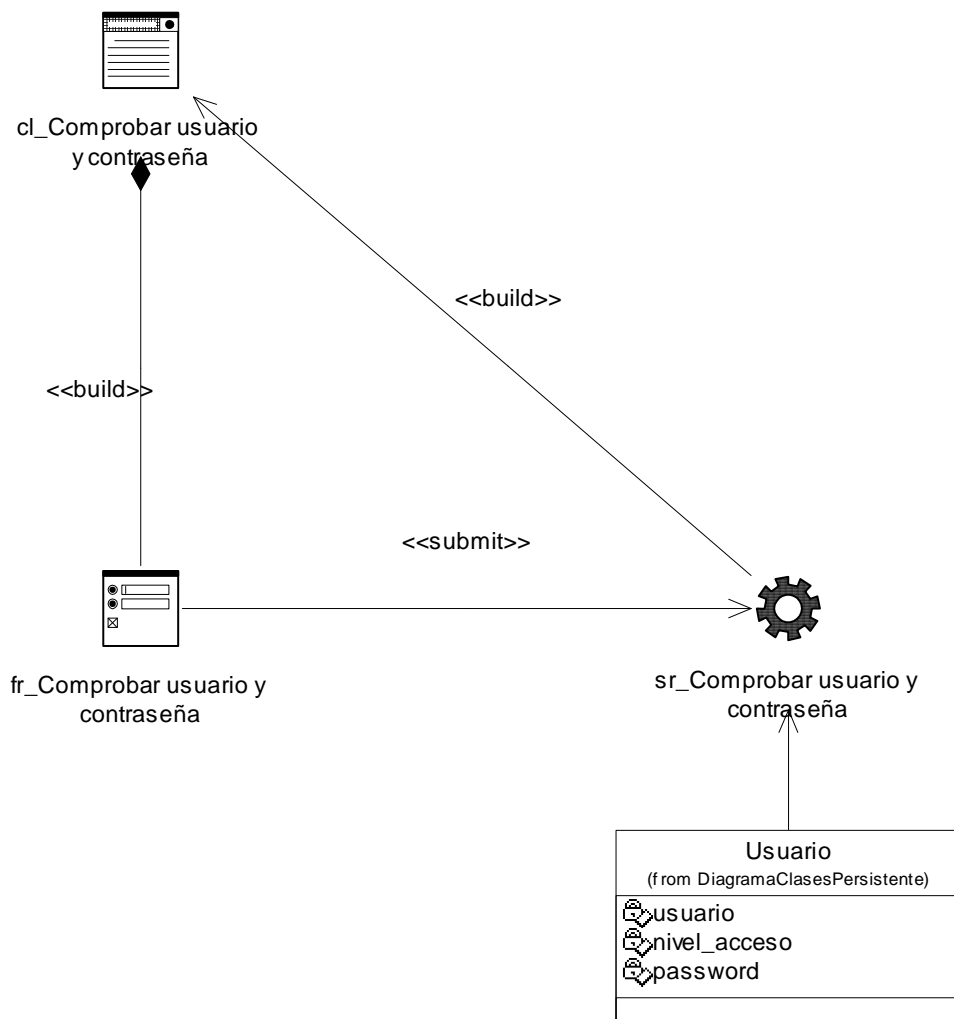 cl_Comprobar usuario
y contraseña
<<build>>
<<build>>
<<submit>>
fr_Comprobar usuario y
contraseña
sr_Comprobar usuario y
contraseña
Usuario
(from DiagramaClasesPersistente)
usuario
nivel_acceso
password